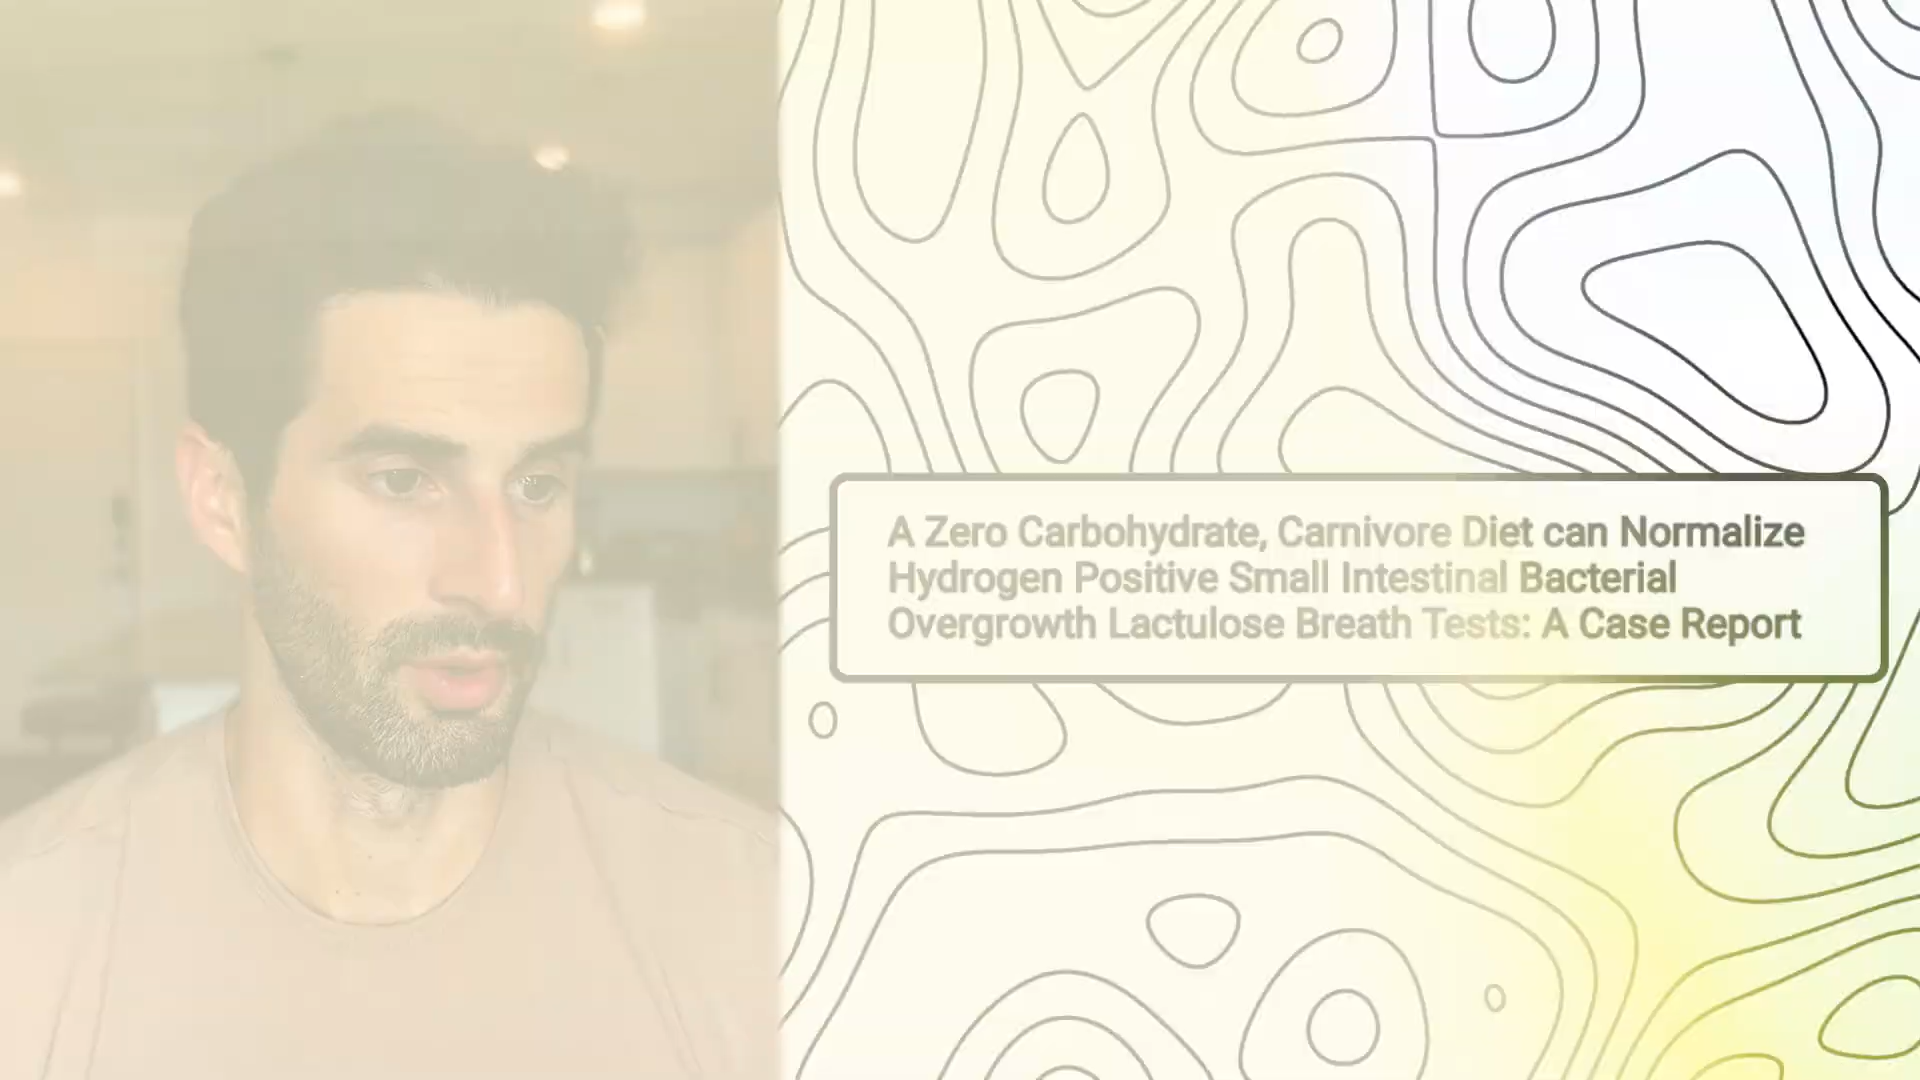 A Zero Carbohydrate, Carnivore Diet can Normalize
Hydrogen Positive Small Intestinal Bacterial
Overgrowth Lactulose Breath Tests: A Case Report